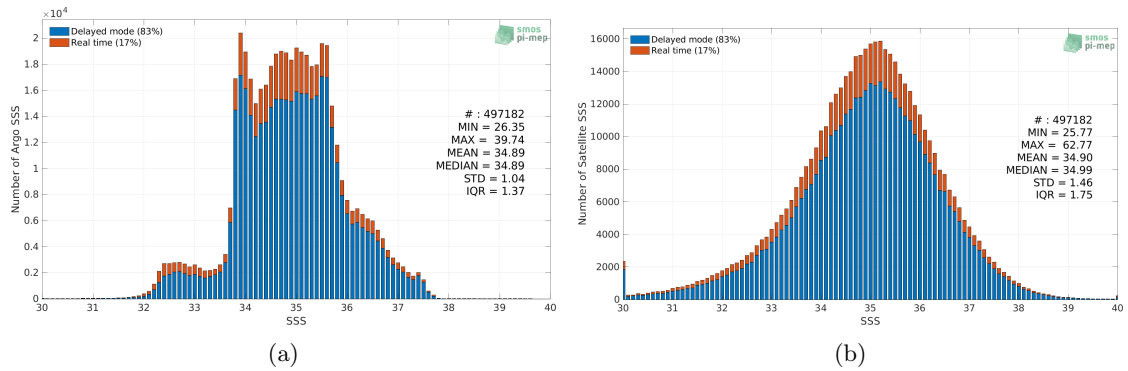 ×10⁴
Delayed mode (83%)
Real time (17%)
smos
pi-mep
# : 497182
MIN = 26.35
MAX = 39.74
MEAN = 34.89
MEDIAN = 34.89
STD = 1.04
IQR = 1.37
Number of Argo SSS
2
1.8
1.6
1.4
1.2
1
0.8
0.6
0.4
0.2
0
30 31 32 33 34 35 36 37 38 39 40
SSS
(a)
Delayed mode (83%)
Real time (17%)
smos
pi-mep
# : 497182
MIN = 25.77
MAX = 62.77
MEAN = 34.90
MEDIAN = 34.99
STD = 1.46
IQR = 1.75
Number of Satellite SSS
16000
14000
12000
10000
8000
6000
4000
2000
0
30 31 32 33 34 35 36 37 38 39 40
SSS
(b)